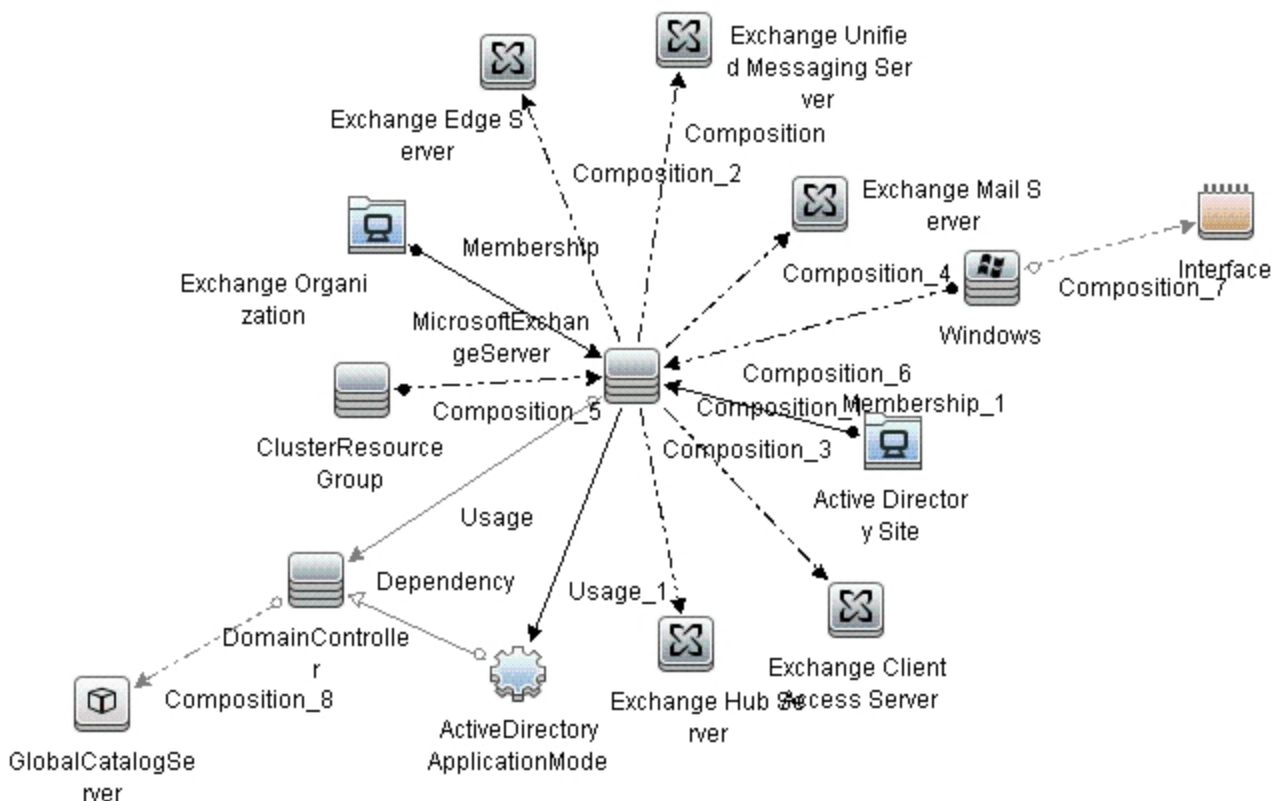 Exchange Unifie
d Messaging Ser
ver
Exchange Edge S
erver
Composition
Composition_2
Exchange Mail S
erver
Membership
Composition_4
Interface
Composition_7
Exchange Organi
zation
Windows
MicrosoftExchan
geServer
Composition_6
Composition_5
Composition_1
Membership_1
ClusterResource
Group
Composition_3
Active Director
y Site
Usage
Dependency
Usage_1
DomainControlle
r
Composition_8
Exchange Client
Access Server
Exchange Hub Se
rver
ActiveDirectory
ApplicationMode
GlobalCatalogSe
rver